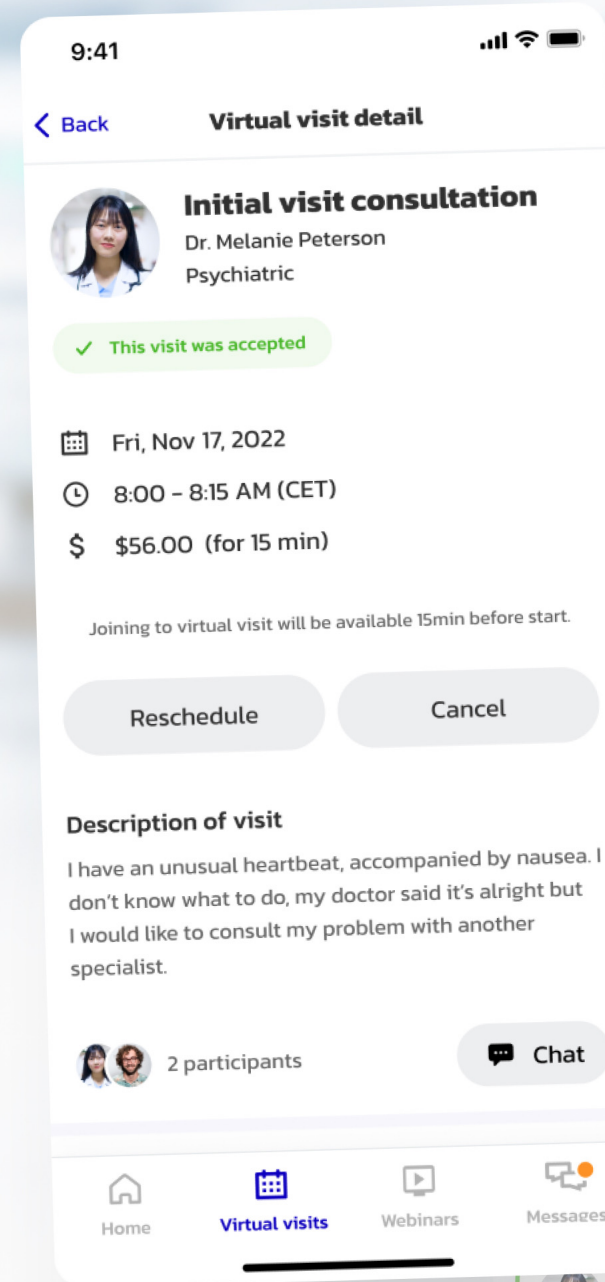 9:41
Back
Virtual visit detail
Initial visit consultation
Dr. Melanie Peterson
Psychiatric
This visit was accepted
Fri, Nov 17, 2022
8:00 - 8:15 AM (CET)
$ $56.00 (for 15 min)
Joining to virtual visit will be available 15min before start.
Reschedule
Cancel
Description of visit
I have an unusual heartbeat, accompanied by nausea. I
don't know what to do, my doctor said it's alright but
I would like to consult my problem with another
specialist.
2 participants
Chat
Home
Virtual visits
Webinars
Messages